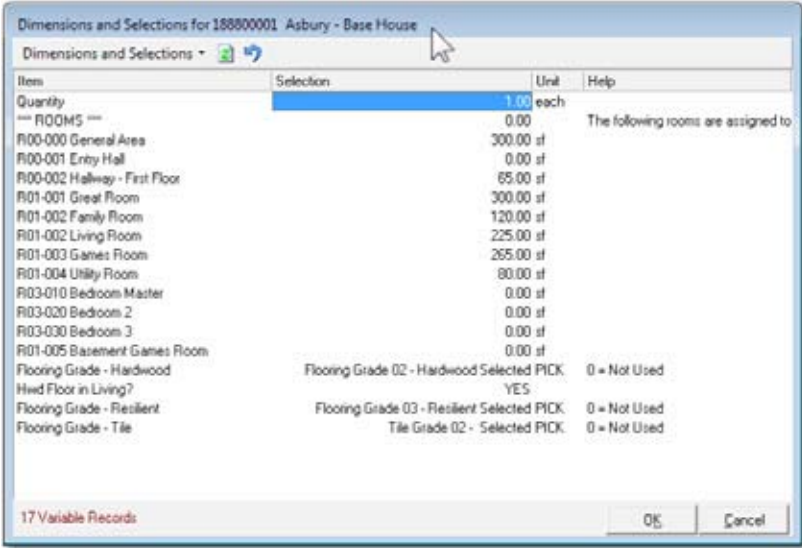 Dimensions and Selections for 188800001 Asbury - Base House
Dimensions and Selections
Item Selection Unit Help
Quantity 1.00 each
*** ROOMS *** 0.00 The following rooms are assigned to
R00-000 General Area 300.00 sf
R00-001 Entry Hall 0.00 sf
R00-002 Hallway - First Floor 65.00 sf
R01-001 Great Room 300.00 sf
R01-002 Family Room 120.00 sf
R01-002 Living Room 225.00 sf
R01-003 Games Room 265.00 sf
R01-004 Utility Room 80.00 sf
R03-010 Bedroom Master 0.00 sf
R03-020 Bedroom 2 0.00 sf
R03-030 Bedroom 3 0.00 sf
R01-005 Basement Games Room 0.00 sf
Flooring Grade - Hardwood Flooring Grade 02 - Hardwood Selected PICK 0 = Not Used
Hwd Floor in Living? YES
Flooring Grade - Resilient Flooring Grade 03 - Resilient Selected PICK 0 = Not Used
Flooring Grade - Tile Tile Grade 02 - Selected PICK 0 = Not Used
17 Variable Records OK Cancel